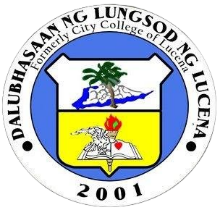 DALUBHASAAN NG LUNGSOD NG LUCENA
Formerly City College of Lucena
2001